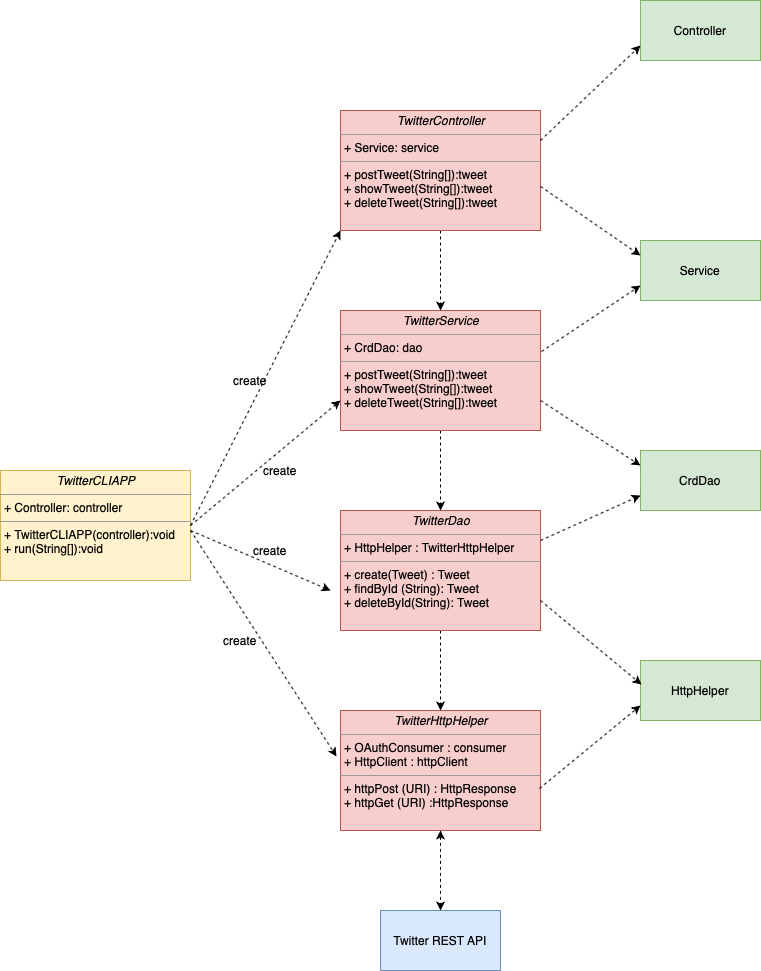 Controller
TwitterController
+ Service: service
+ postTweet(String[]):tweet
+ showTweet(String[]):tweet
+ deleteTweet(String[]):tweet
Service
TwitterService
+ CrdDao: dao
+ postTweet(String[]):tweet
+ showTweet(String[]):tweet
+ deleteTweet(String[]):tweet
create
create
CrdDao
TwitterCLIAPP
+ Controller: controller
+ TwitterCLIAPP(controller):void
+ run(String[]):void
TwitterDao
+ HttpHelper : TwitterHttpHelper
+ create(Tweet) : Tweet
+ findById (String): Tweet
+ deleteById(String): Tweet
create
create
HttpHelper
TwitterHttpHelper
+ OAuthConsumer : consumer
+ HttpClient : httpClient
+ httpPost (URI) : HttpResponse
+ httpGet (URI) :HttpResponse
Twitter REST API